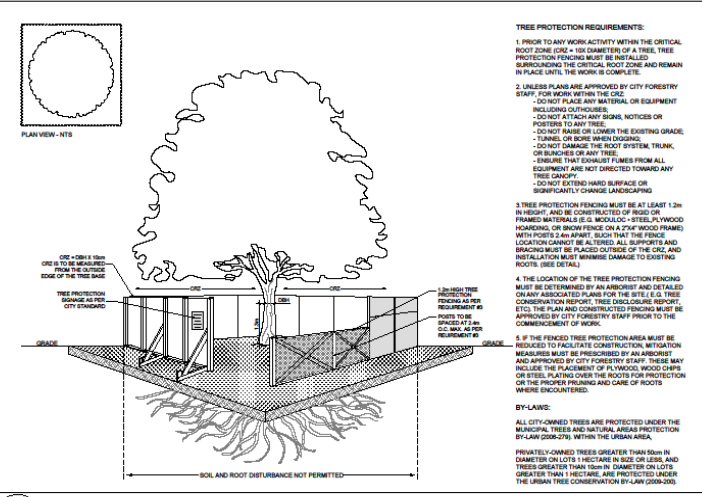 PLAN VIEW - NTS
CRZ = DBH X 10cm
CRZ IS TO BE MEASURED
FROM THE OUTSIDE
EDGE OF THE TREE BASE
TREE PROTECTION
SIGNAGE AS PER
CITY STANDARD
CRZ
CRZ
DBH
1.2m HIGH TREE
PROTECTION
FENCING AS PER
REQUIREMENT #3
POSTS TO BE
SPACED AT 2.4m
O.C. MAX. AS PER
REUIREMENT #3
GRADE
GRADE
SOIL AND ROOT DISTURBANCE NOT PERMITTED
TREE PROTECTION REQUIREMENTS:
1. PRIOR TO ANY WORK ACTIVITY WITHIN THE CRITICAL
ROOT ZONE (CRZ = 10X DIAMETER) OF A TREE, TREE
PROTECTION FENCING MUST BE INSTALLED
SURROUNDING THE CRITICAL ROOT ZONE AND REMAIN
IN PLACE UNTIL THE WORK IS COMPLETE.
2. UNLESS PLANS ARE APPROVED BY CITY FORESTRY
STAFF, FOR WORK WITHIN THE CRZ:
- DO NOT PLACE ANY MATERIAL OR EQUIPMENT
INCLUDING OUTHOUSES;
- DO NOT ATTACH ANY SIGNS, NOTICES OR
POSTERS TO ANY TREE;
- DO NOT RAISE OR LOWER THE EXISTING GRADE;
- TUNNEL OR BORE WHEN DIGGING;
- DO NOT DAMAGE THE ROOT SYSTEM, TRUNK,
OR BUNCHES OR ANY TREE;
- ENSURE THAT EXHAUST FUMES FROM ALL
EQUIPMENT ARE NOT DIRECTED TOWARD ANY
TREE CANOPY.
- DO NOT EXTEND HARD SURFACE OR
SIGNIFICANTLY CHANGE LANDSCAPING
3.TREE PROTECTION FENCING MUST BE AT LEAST 1.2m
IN HEIGHT, AND BE CONSTRUCTED OF RIGID OR
FRAMED MATERIALS (E.G. MODULOC - STEEL,PLYWOOD
HOARDING, OR SNOW FENCE ON A 2"X4" WOOD FRAME)
WITH POSTS 2.4m APART, SUCH THAT THE FENCE
LOCATION CANNOT BE ALTERED. ALL SUPPORTS AND
BRACING MUST BE PLACED OUTSIDE OF THE CRZ, AND
INSTALLATION MUST MINIMISE DAMAGE TO EXISTING
ROOTS. (SEE DETAIL)
4. THE LOCATION OF THE TREE PROTECTION FENCING
MUST BE DETERMINED BY AN ARBORIST AND DETAILED
ON ANY ASSOCIATED PLANS FOR THE SITE ( E.G. TREE
CONSERVATION REPORT, TREE DISCLOSURE REPORT,
ETC). THE PLAN AND CONSTRUCTED FENCING MUST BE
APPROVED BY CITY FORESTRY STAFF PRIOR TO THE
COMMENCEMENT OF WORK.
5. IF THE FENCED TREE PROTECTION AREA MUST BE
REDUCED TO FACILITATE CONSTRUCTION, MITIGATION
MEASURES MUST BE PRESCRIBED BY AN ARBORIST
AND APPROVED BY CITY FORESTRY STAFF. THESE MAY
INCLUDE THE PLACEMENT OF PLYWOOD, WOOD CHIPS
OR STEEL PLATING OVER THE ROOTS FOR PROTECTION
OR THE PROPER PRUNING AND CARE OF ROOTS
WHERE ENCOUNTERED.
BY-LAWS:
ALL CITY-OWNED TREES ARE PROTECTED UNDER THE
MUNICIPAL TREES AND NATURAL AREAS PROTECTION
BY-LAW (2006-279). WITHIN THE URBAN AREA,
PRIVATELY-OWNED TREES GREATER THAN 50cm IN
DIAMETER ON LOTS 1 HECTARE IN SIZE OR LESS, AND
TREES GREATER THAN 10cm IN DIAMETER ON LOTS
GREATER THAN 1 HECTARE, ARE PROTECTED UNDER
THE URBAN TREE CONSERVATION BY-LAW (2009-200).